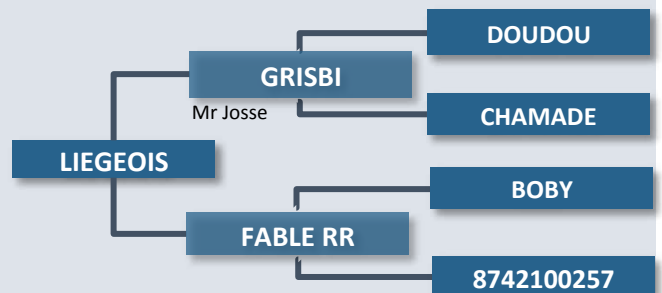 DOUDOU
GRISBI
Mr Josse
CHAMADE
LIEGEOIS
BOBY
FABLE RR
8742100257